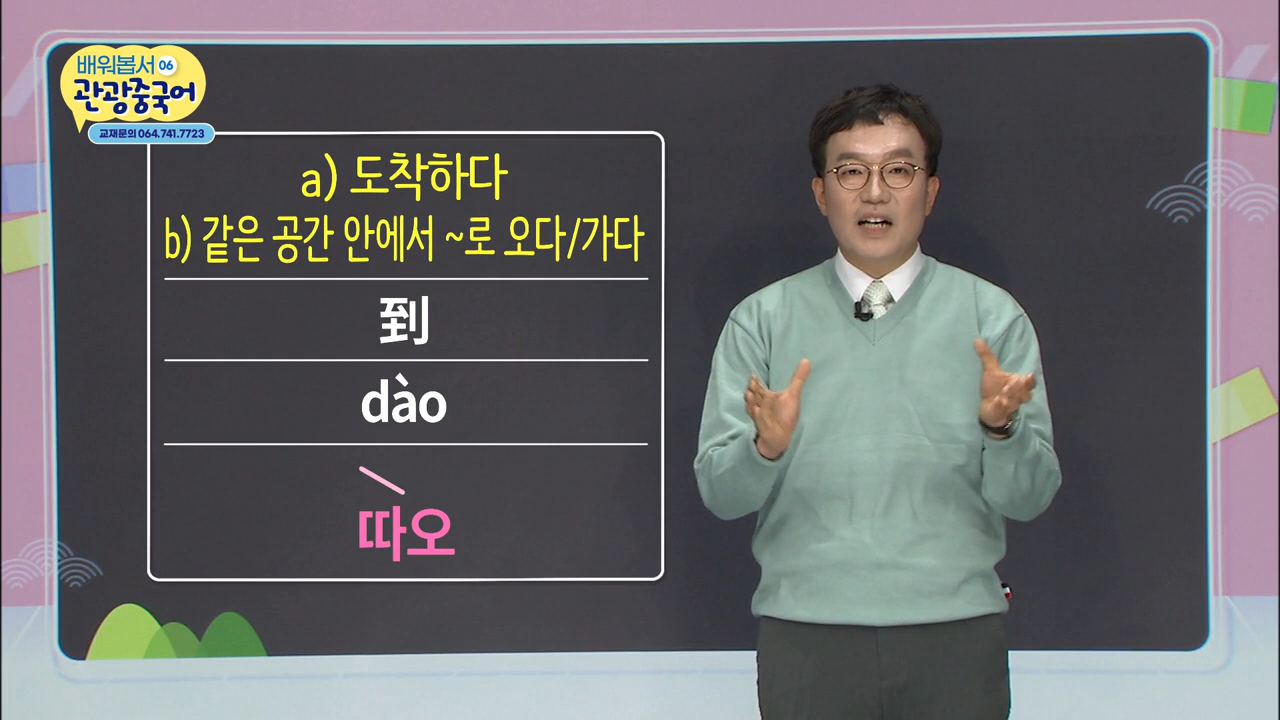 배워봅서 06
관광중국어
교재문의 064.741.7723
a) 도착하다
b) 같은 공간 안에서 ~로 오다/가다
到
dào
따오